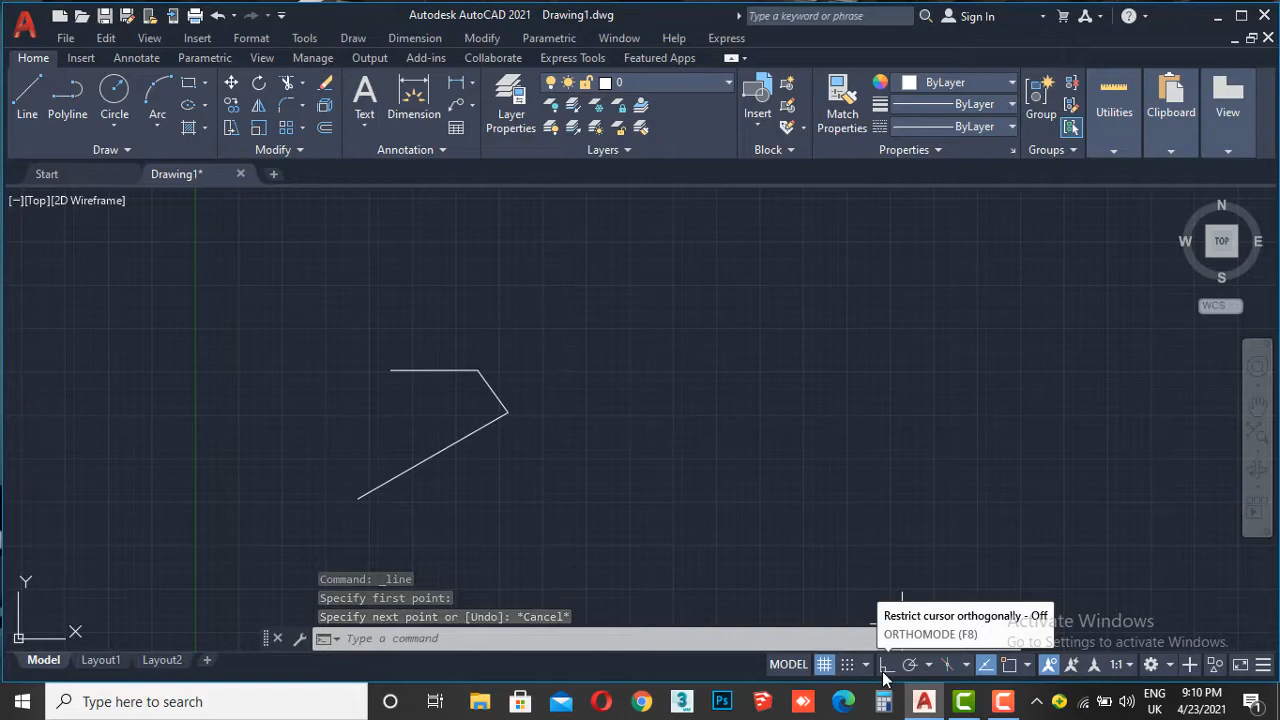 Autodesk AutoCAD 2021 Drawing1.dwg
Type a keyword or phrase
Sign In
File Edit View Insert Format Tools Draw Dimension Modify Parametric Window Help Express
Home Insert Annotate Parametric View Manage Output Add-ins Collaborate Express Tools Featured Apps
Line Polyline Circle Arc
Text Dimension
Layer Properties
0
Insert
Match Properties
ByLayer
ByLayer
ByLayer
Group
Utilities
Clipboard
View
Draw Modify Annotation Layers Block Properties Groups
Start Drawing1*
[−][Top][2D Wireframe]
N
W TOP E
S
WCS
Y
X
Command: _line
Specify first point:
Specify next point or [Undo]: *Cancel*
Type a command
Restrict cursor orthogonally - Off
ORTHOMODE (F8)
Activate Windows
Go to Settings to activate Windows.
Model Layout1 Layout2 +
MODEL 1:1
Type here to search
3
Ps
A
C
C
ENG
UK
9:10 PM
4/23/2021
1